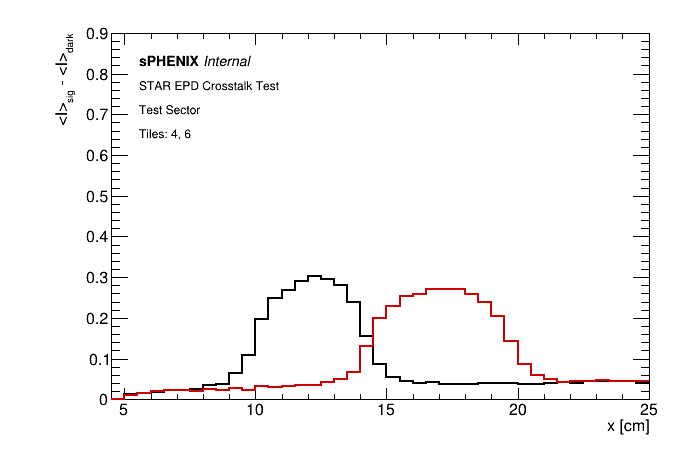 0.9
0.8
0.7
0.6
0.5
0.4
0.3
0.2
0.1
0
<I>sig - <I>dark
sPHENIX Internal
STAR EPD Crosstalk Test
Test Sector
Tiles: 4, 6
5 10 15 20 25
x [cm]